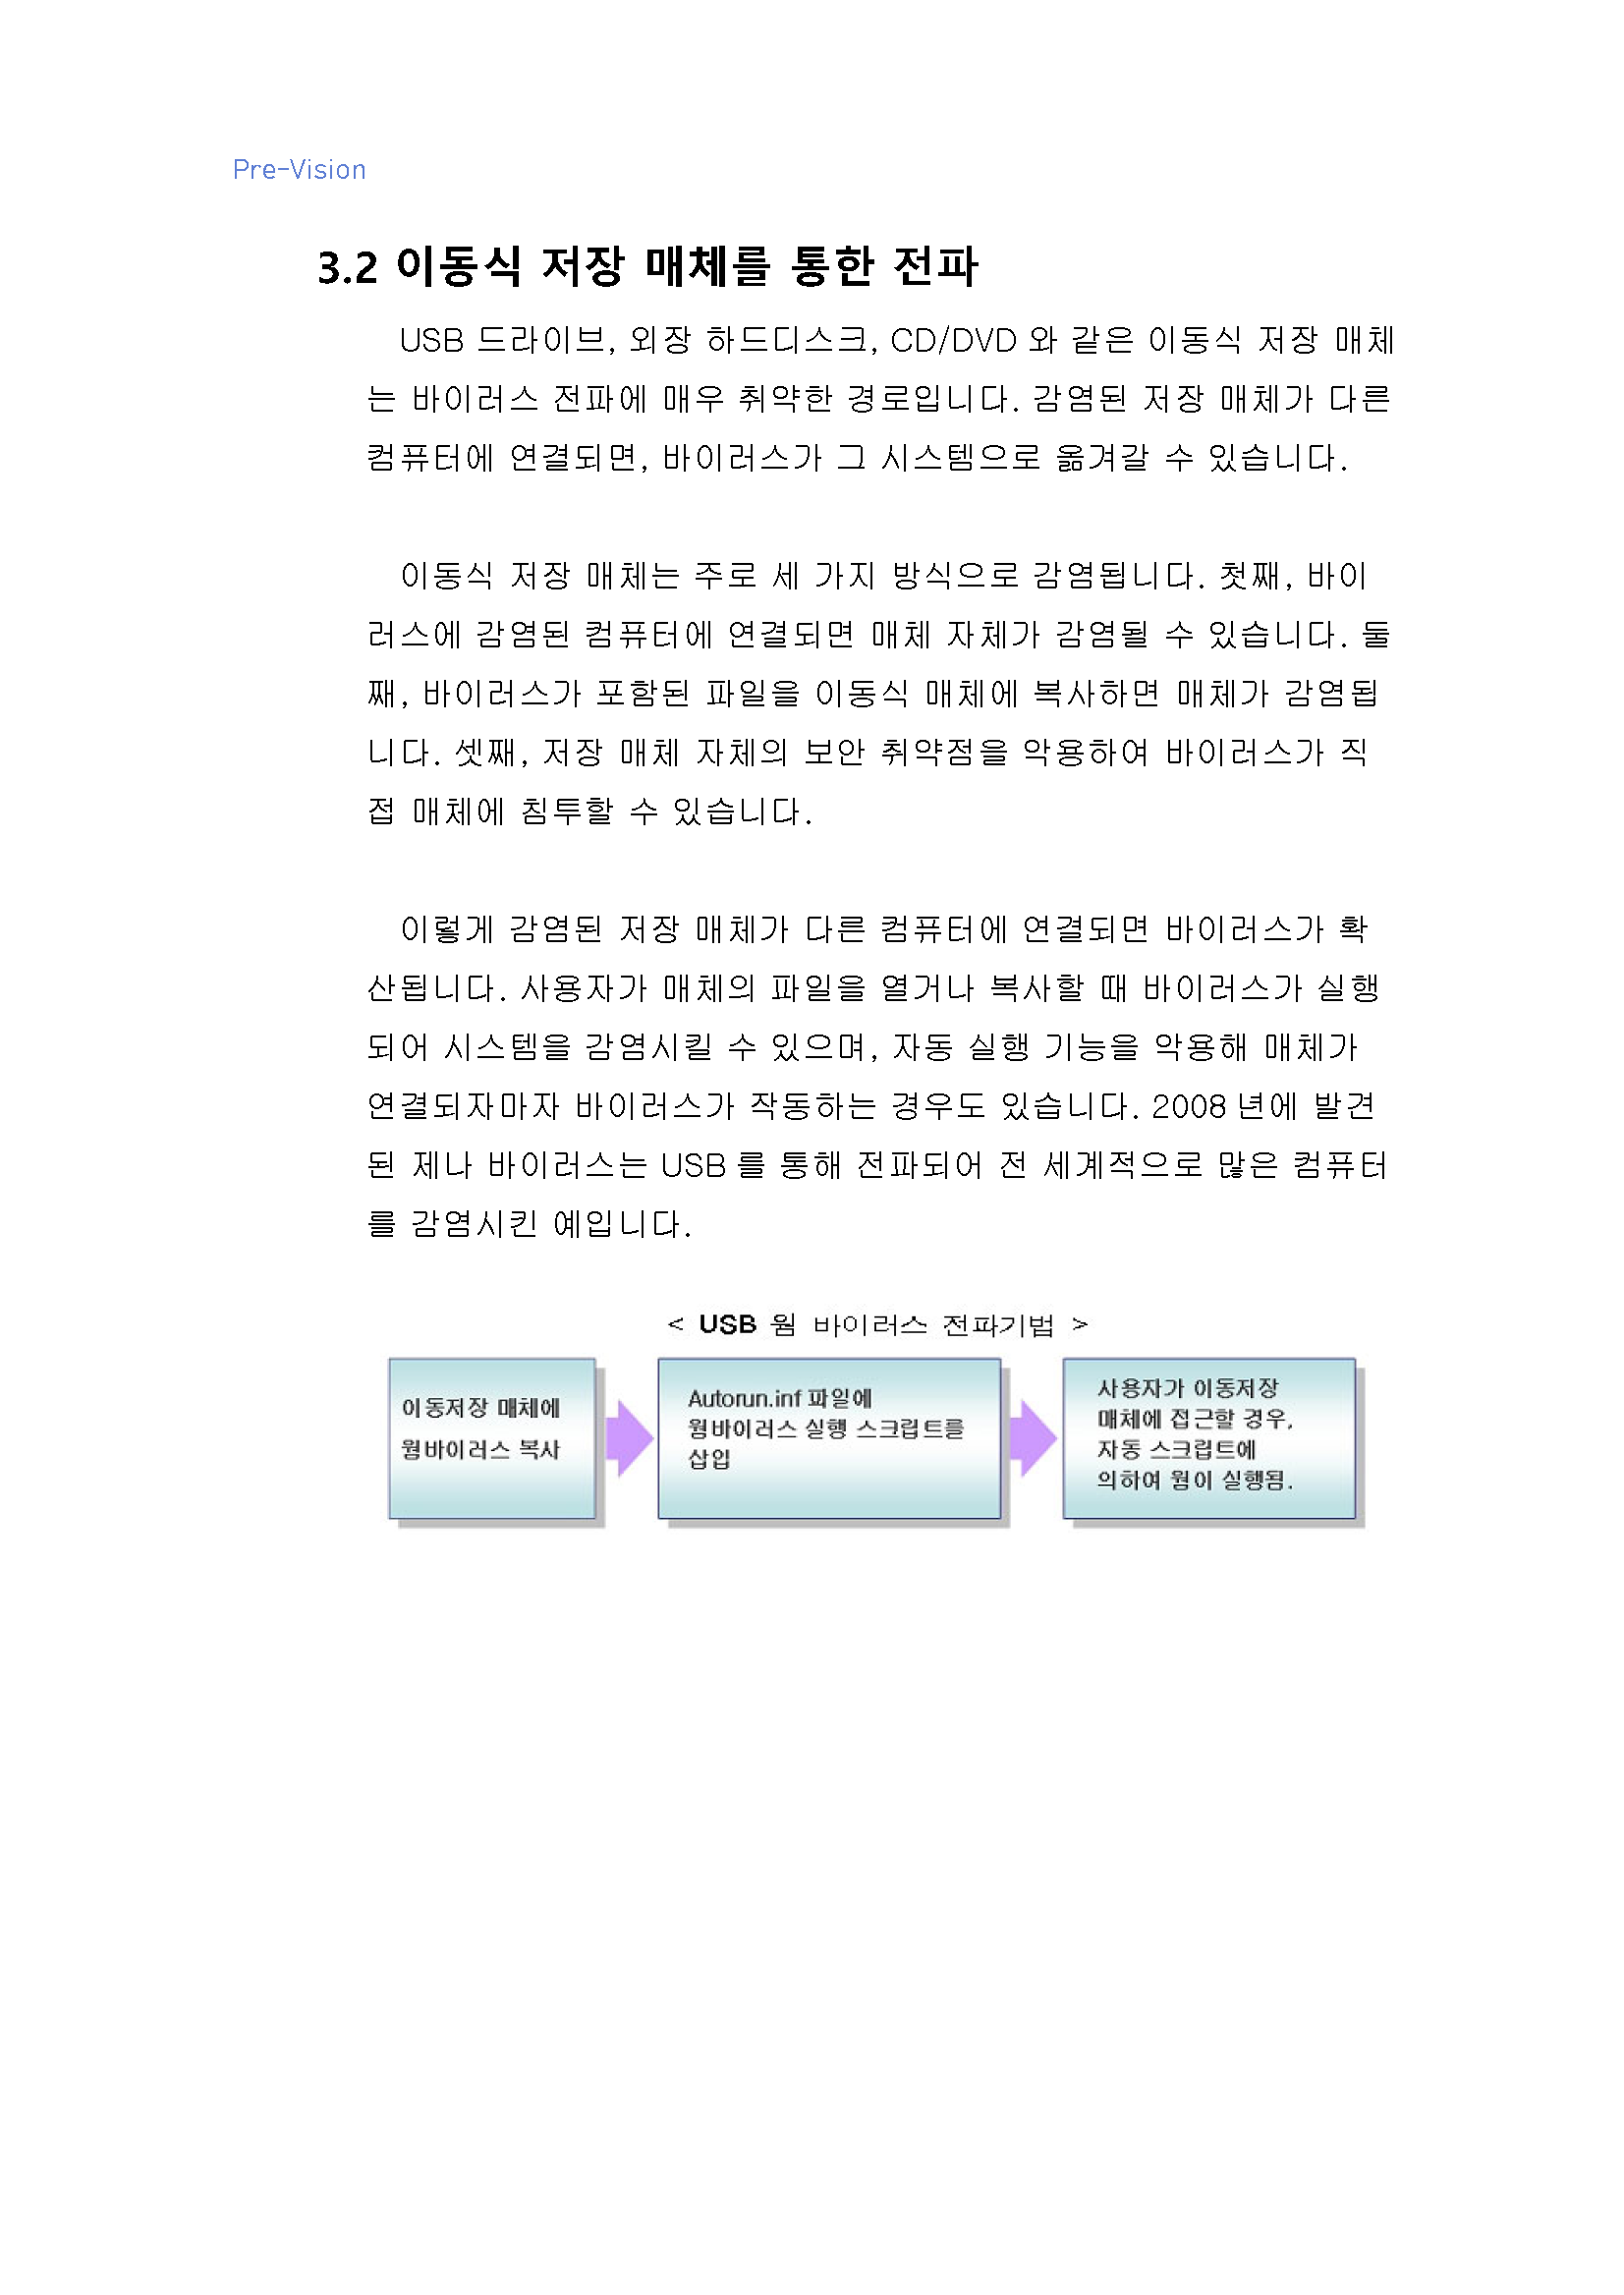 Pre-Vision
3.2 이동식 저장 매체를 통한 전파
USB 드라이브, 외장 하드디스크, CD/DVD 와 같은 이동식 저장 매체
는 바이러스 전파에 매우 취약한 경로입니다. 감염된 저장 매체가 다른
컴퓨터에 연결되면, 바이러스가 그 시스템으로 옮겨갈 수 있습니다.
이동식 저장 매체는 주로 세 가지 방식으로 감염됩니다. 첫째, 바이
러스에 감염된 컴퓨터에 연결되면 매체 자체가 감염될 수 있습니다. 둘
째, 바이러스가 포함된 파일을 이동식 매체에 복사하면 매체가 감염됩
니다. 셋째, 저장 매체 자체의 보안 취약점을 악용하여 바이러스가 직
접 매체에 침투할 수 있습니다.
이렇게 감염된 저장 매체가 다른 컴퓨터에 연결되면 바이러스가 확
산됩니다. 사용자가 매체의 파일을 열거나 복사할 때 바이러스가 실행
되어 시스템을 감염시킬 수 있으며, 자동 실행 기능을 악용해 매체가
연결되자마자 바이러스가 작동하는 경우도 있습니다. 2008 년에 발견
된 제나 바이러스는 USB 를 통해 전파되어 전 세계적으로 많은 컴퓨터
를 감염시킨 예입니다.
< USB 웜 바이러스 전파기법 >
이동저장 매체에
웜바이러스 복사
Autorun.inf 파일에
웜바이러스 실행 스크립트를
삽입
사용자가 이동저장
매체에 접근할 경우,
자동 스크립트에
의하여 웜이 실행됨.